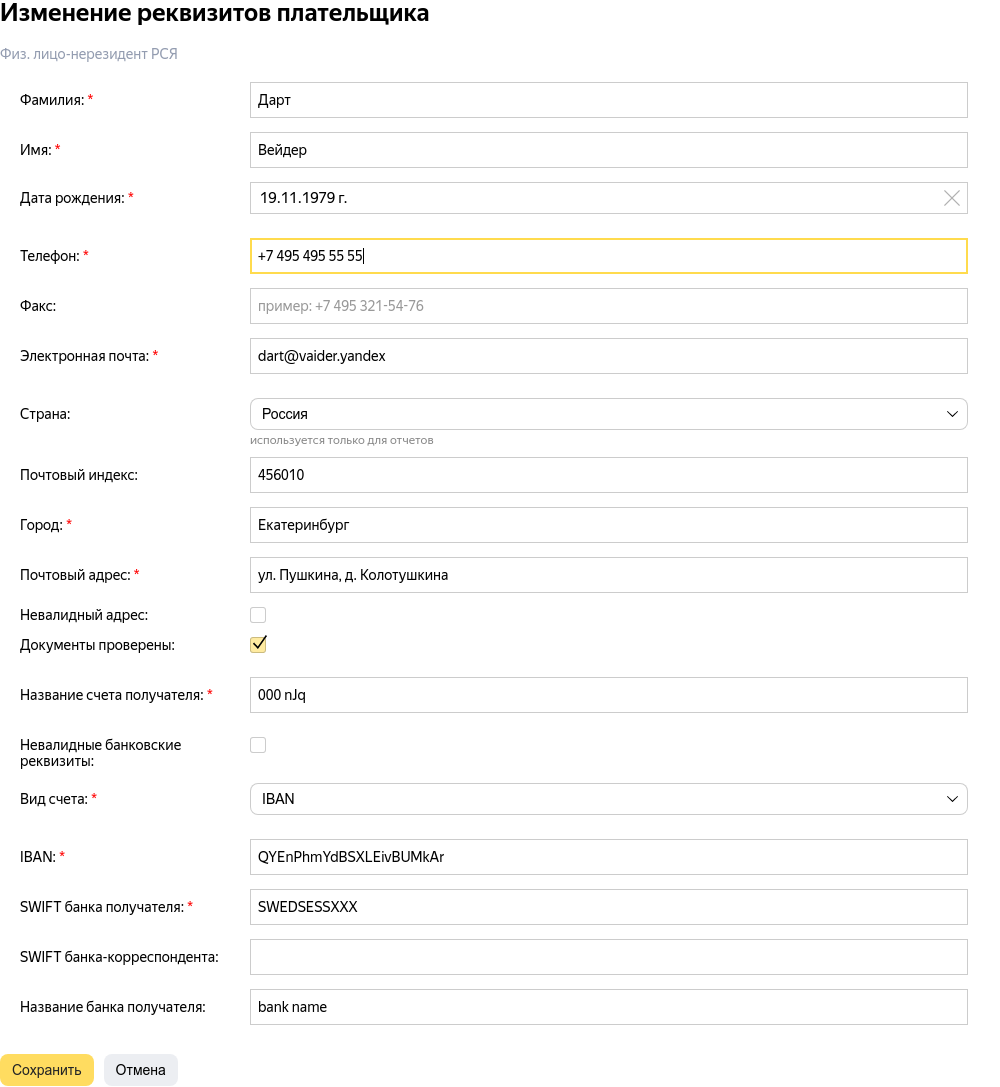 Изменение реквизитов плательщика
Физ. лицо-нерезидент РСЯ
Фамилия: * Дарт
Имя: * Вейдер
Дата рождения: * 19.11.1979 г.
Телефон: * +7 495 495 55 55
Факс: пример: +7 495 321-54-76
Электронная почта: * dart@vaider.yandex
Страна: Россия
используется только для отчетов
Почтовый индекс: 456010
Город: * Екатеринбург
Почтовый адрес: * ул. Пушкина, д. Колотушкина
Невалидный адрес:
Документы проверены:
Название счета получателя: * 000 nJq
Невалидные банковские
реквизиты:
Вид счета: * IBAN
IBAN: * QYEnPhmYdBSXLEivBUMkAr
SWIFT банка получателя: * SWEDSESSXXX
SWIFT банка-корреспондента:
Название банка получателя: bank name
Сохранить Отмена